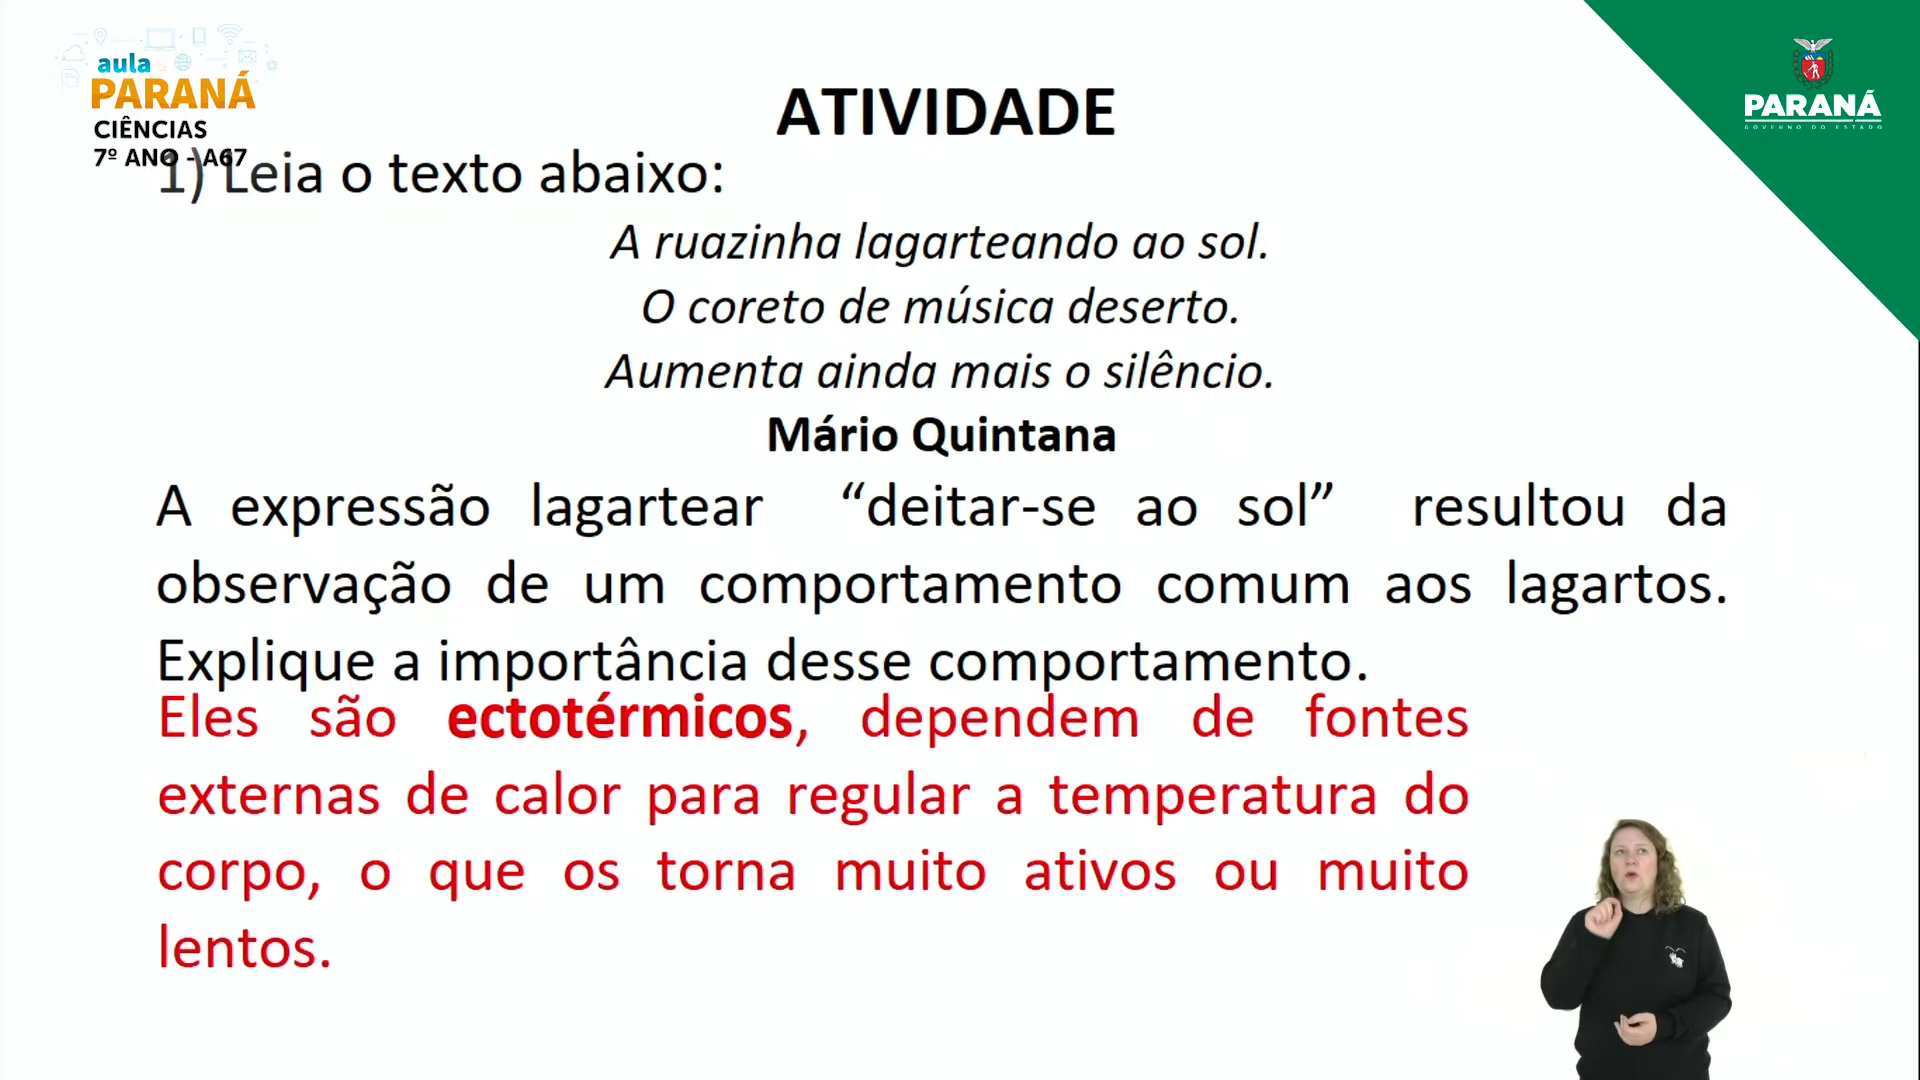 aula
PARANÁ
CIÊNCIAS
7º ANO - A67
PARANÁ
GOVERNO DO ESTADO
ATIVIDADE
1) Leia o texto abaixo:
A ruazinha lagarteando ao sol.
O coreto de música deserto.
Aumenta ainda mais o silêncio.
Mário Quintana
A expressão lagartear “deitar-se ao sol” resultou da
observação de um comportamento comum aos lagartos.
Explique a importância desse comportamento.
Eles são ectotérmicos, dependem de fontes
externas de calor para regular a temperatura do
corpo, o que os torna muito ativos ou muito
lentos.